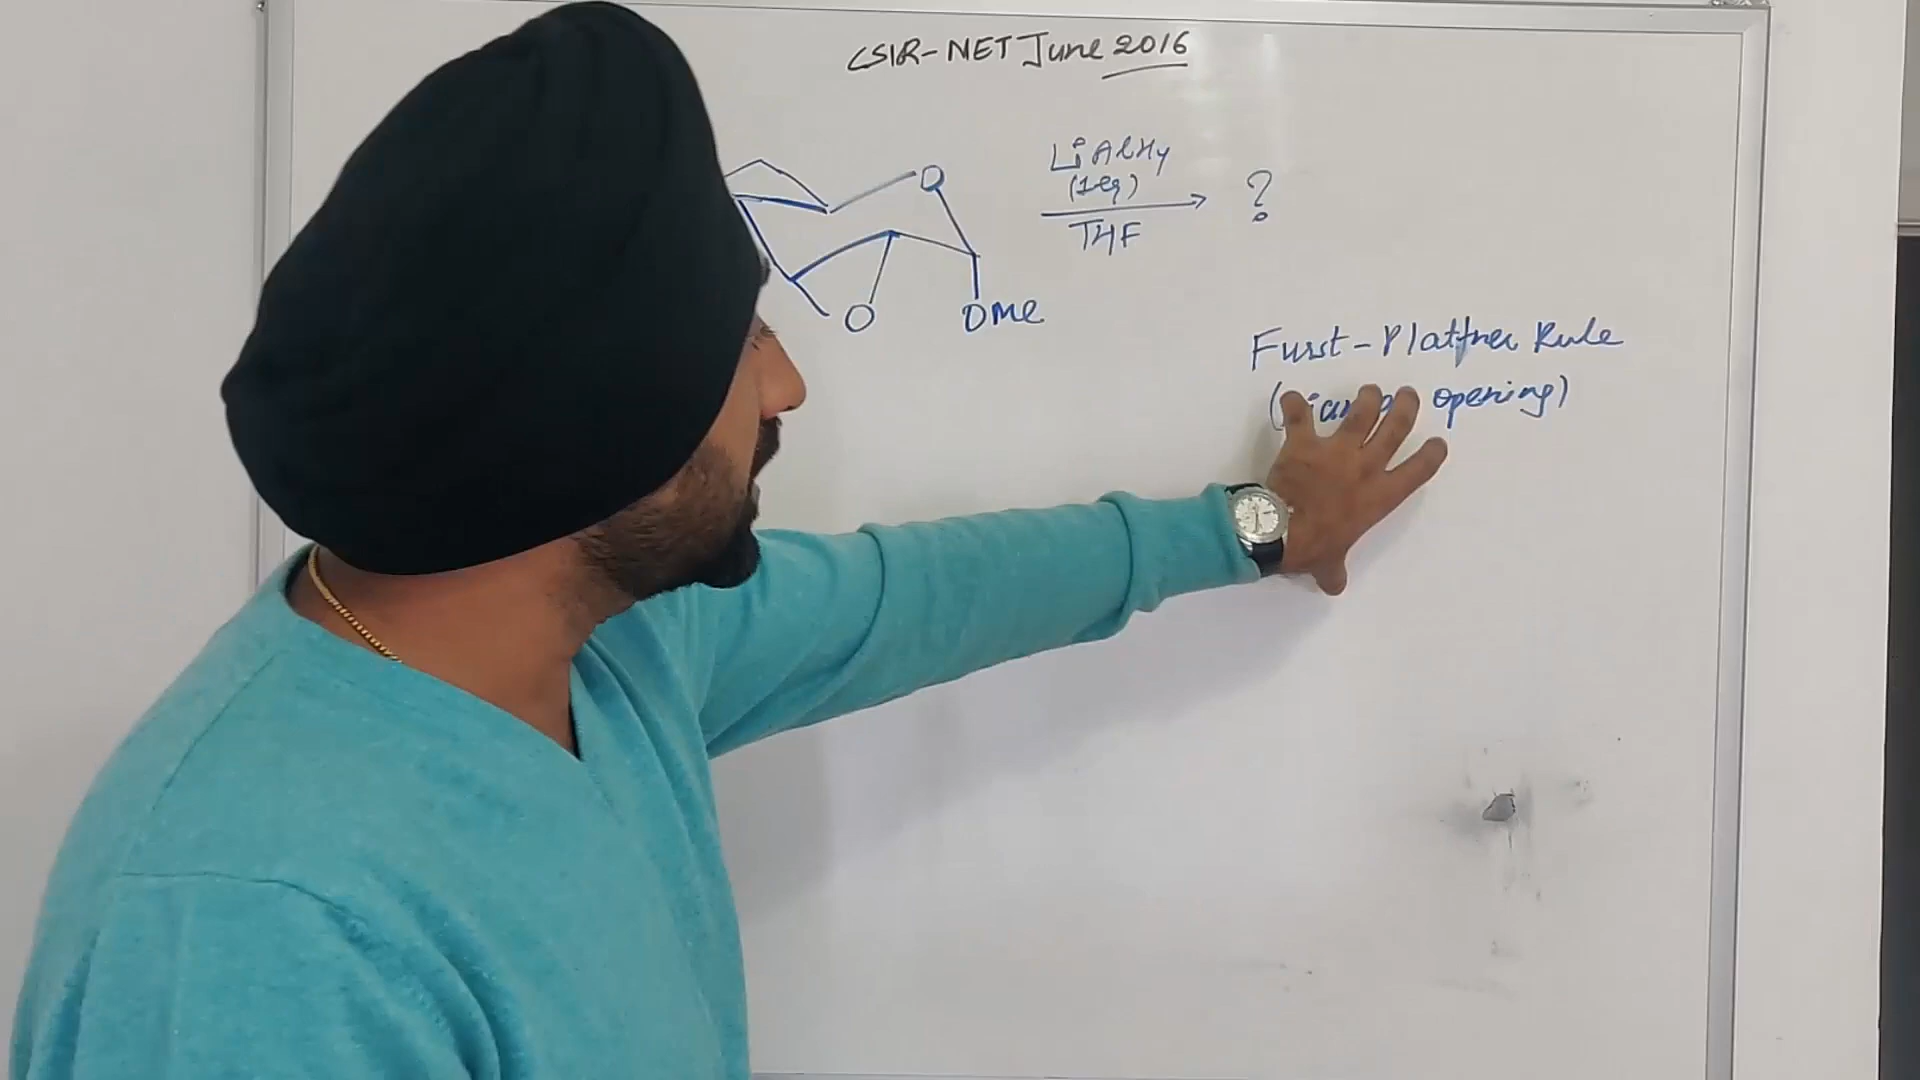 CSIR-NET June 2016
LiAlH4
(1eq)
THF
?
O
O
OMe
Furst-Plattner Rule
opening)